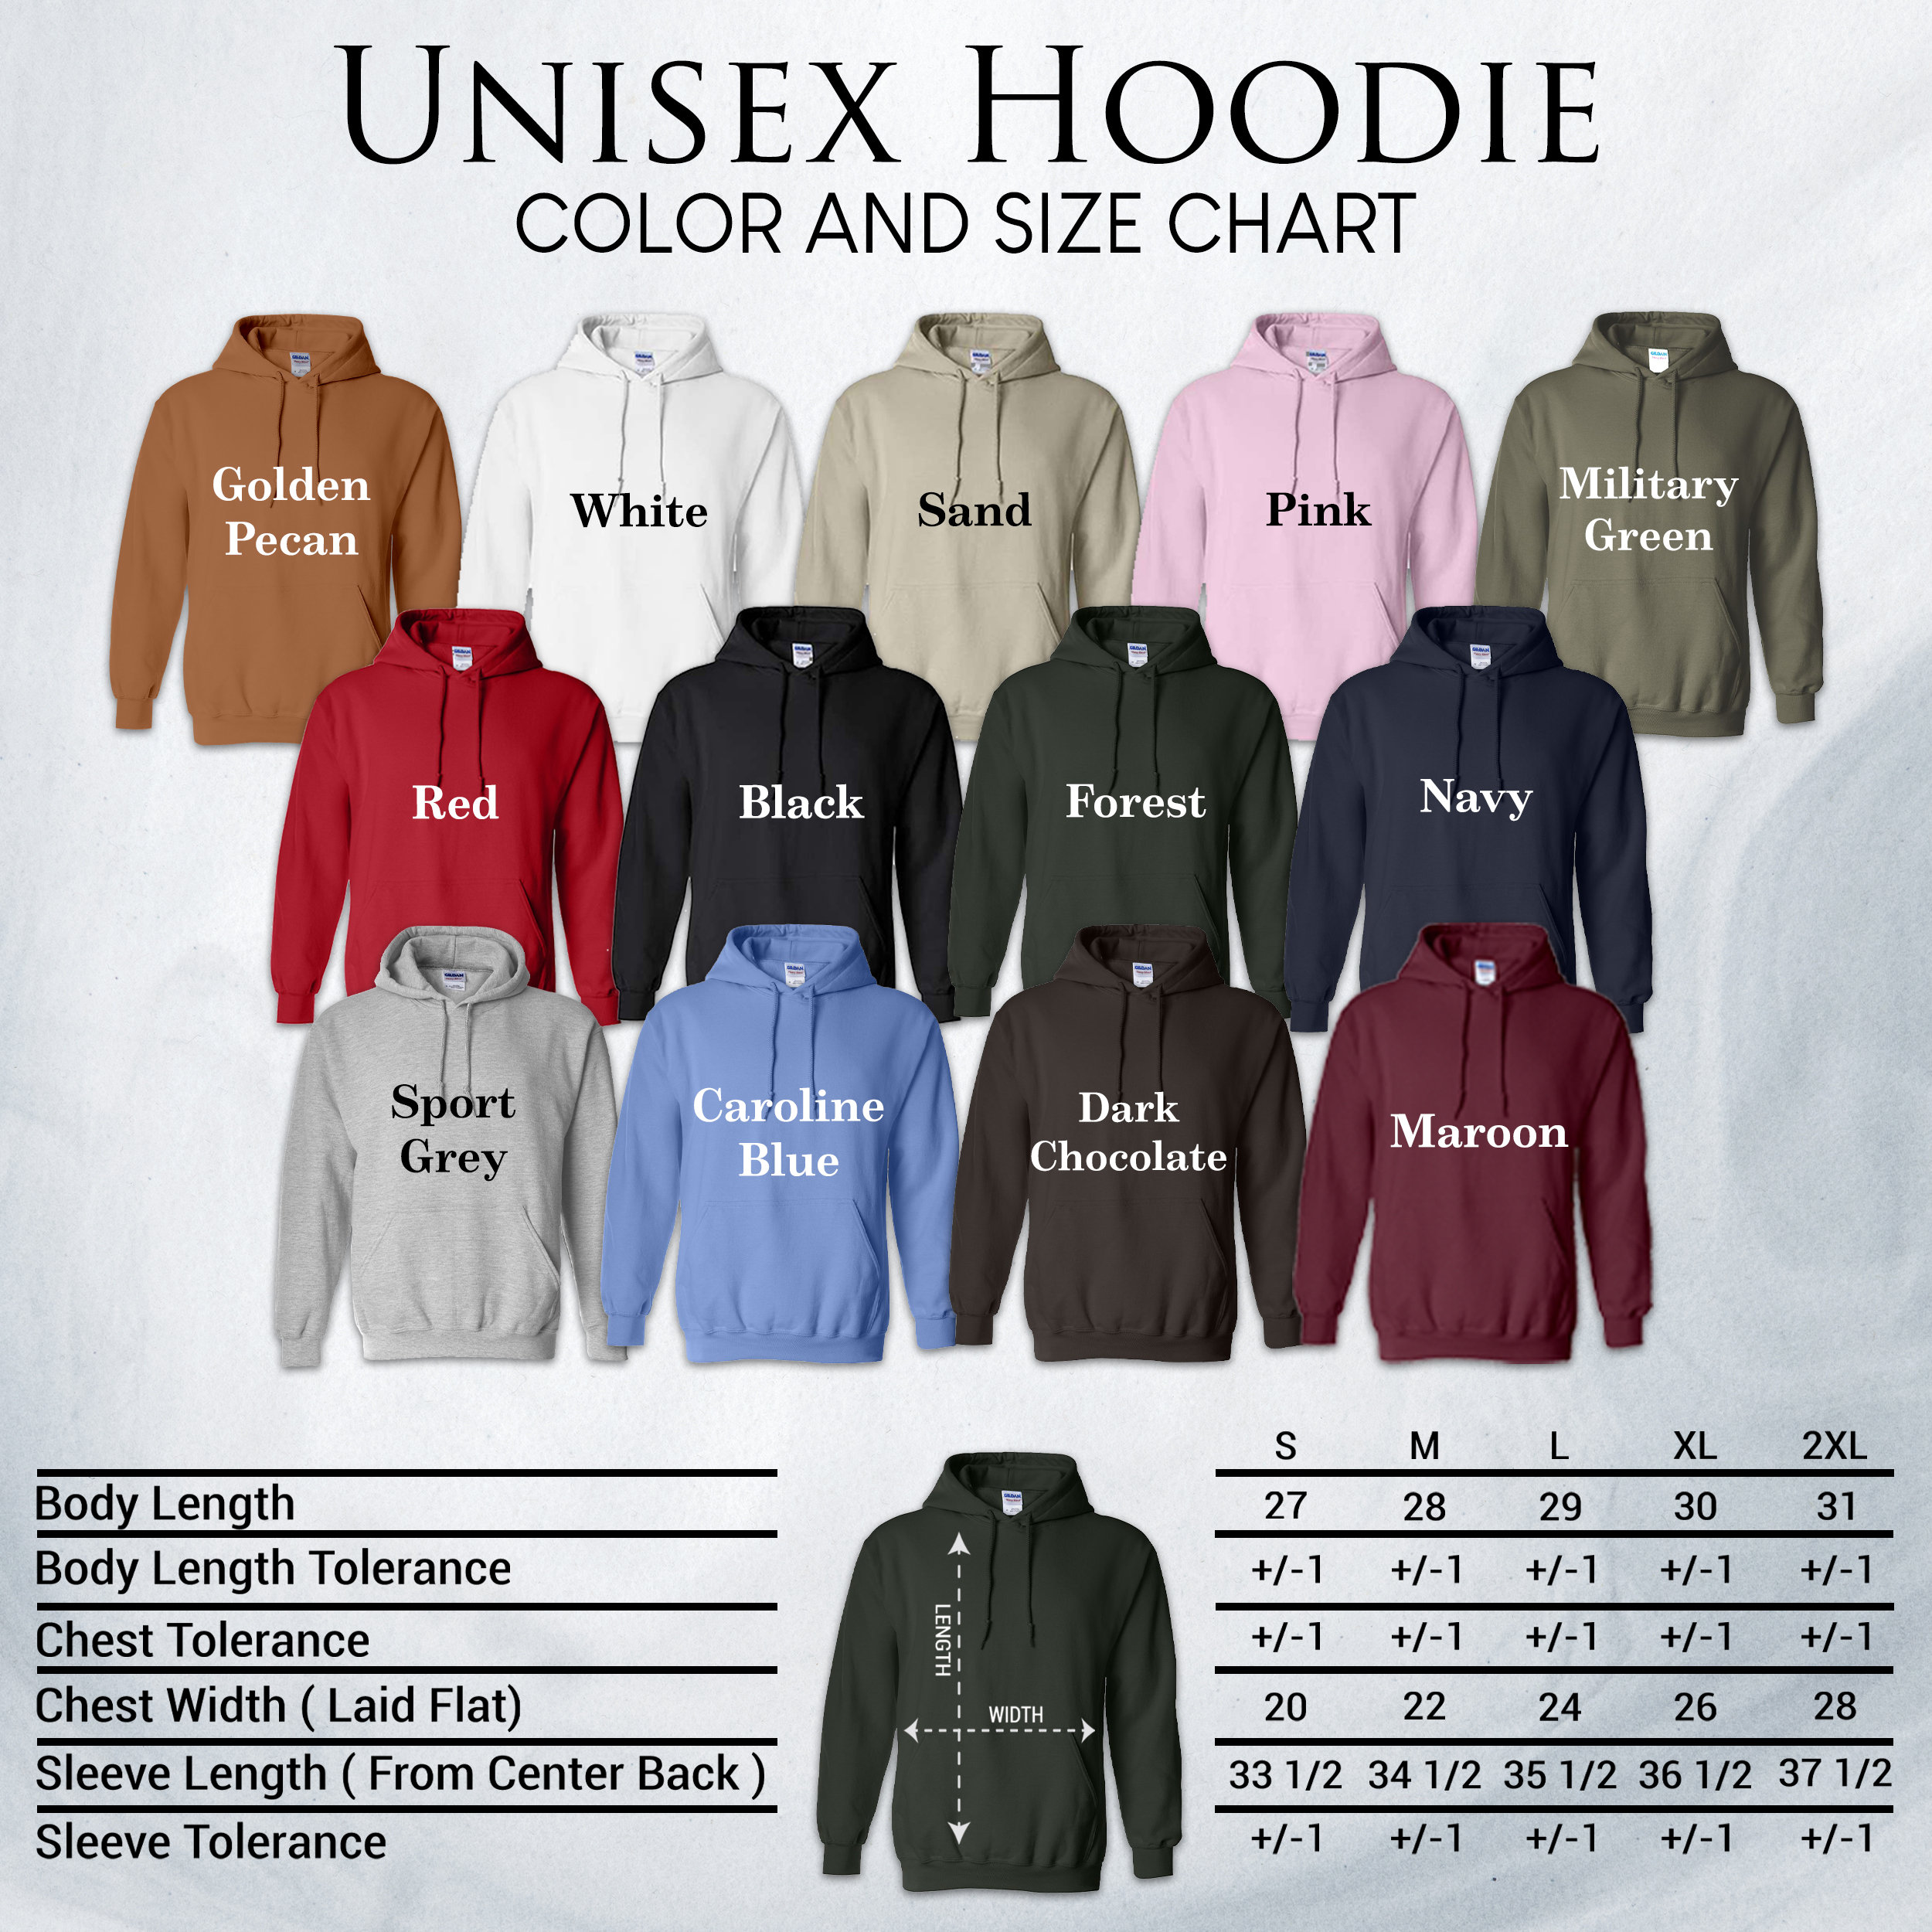 UNISEX HOODIE
COLOR AND SIZE CHART
Golden
Pecan
White
Sand
Pink
Military
Green
Red
Black
Forest
Navy
Sport
Grey
Caroline
Blue
Dark
Chocolate
Maroon
S M L XL 2XL
Body Length 27 28 29 30 31
Body Length Tolerance +/-1 +/-1 +/-1 +/-1 +/-1
Chest Tolerance +/-1 +/-1 +/-1 +/-1 +/-1
Chest Width ( Laid Flat) 20 22 24 26 28
Sleeve Length ( From Center Back ) 33 1/2 34 1/2 35 1/2 36 1/2 37 1/2
Sleeve Tolerance +/-1 +/-1 +/-1 +/-1 +/-1
LENGTH
WIDTH